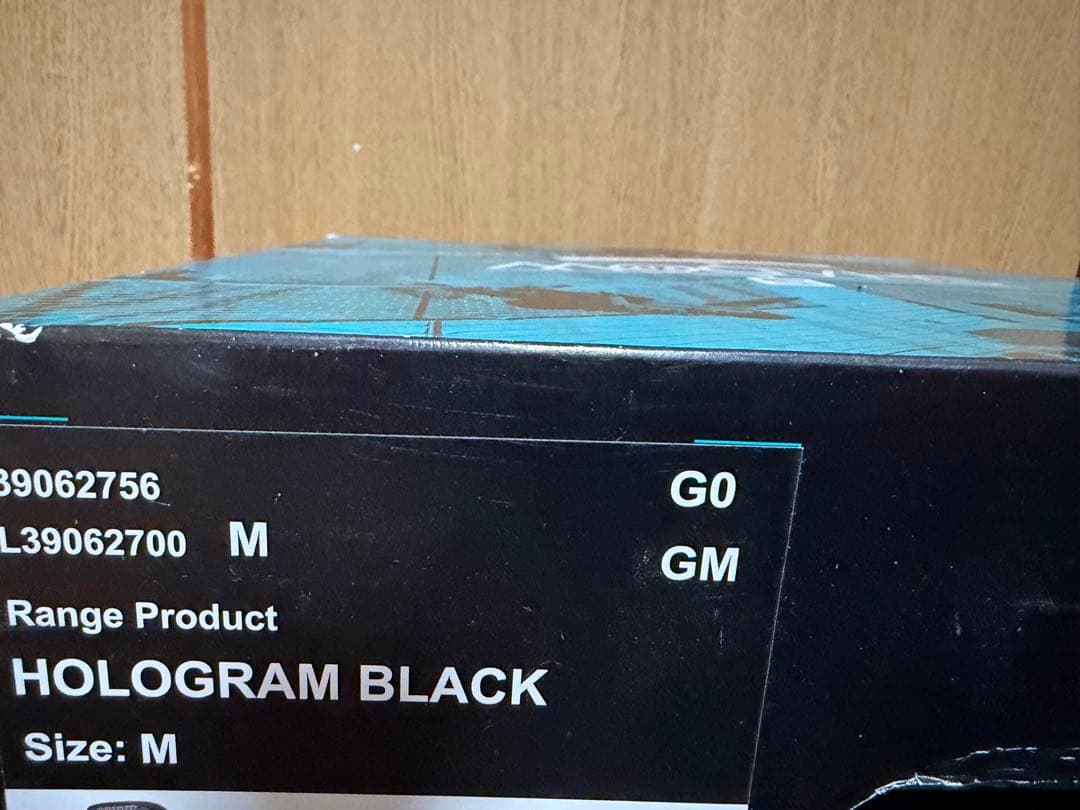 39062756 G0
L39062700 M GM
Range Product
HOLOGRAM BLACK
Size: M